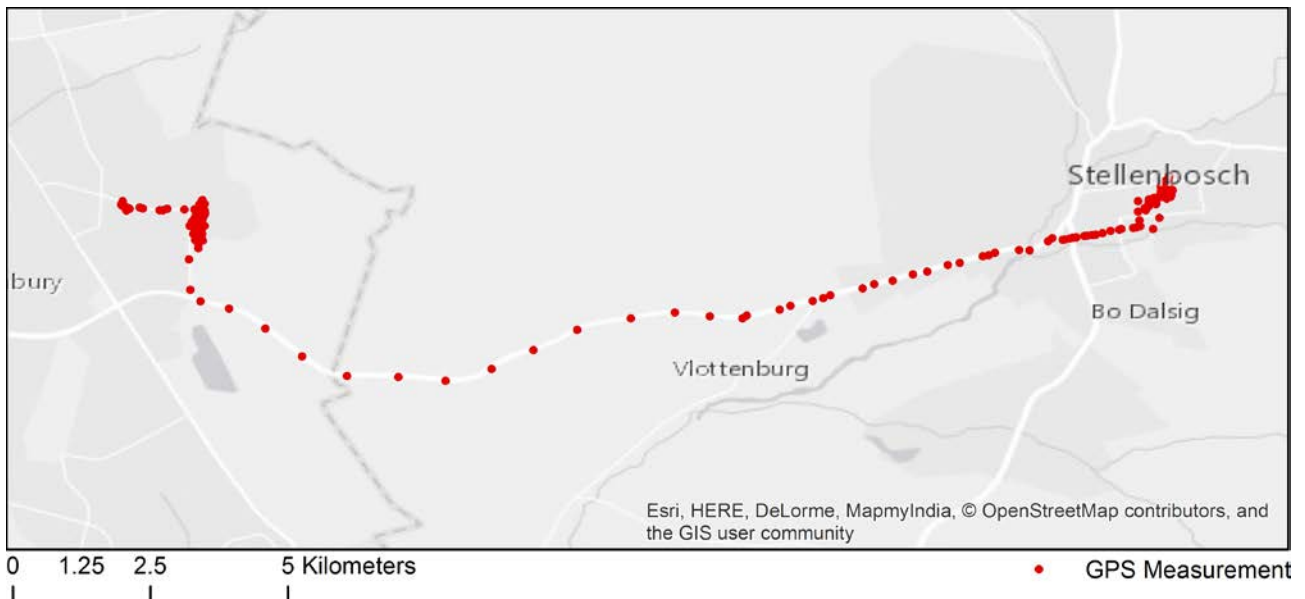 Stellenbosch
bury
Bo Dalsig
Vlottenburg
Esri, HERE, DeLorme, MapmyIndia, © OpenStreetMap contributors, and
the GIS user community
0 1.25 2.5 5 Kilometers
GPS Measurement